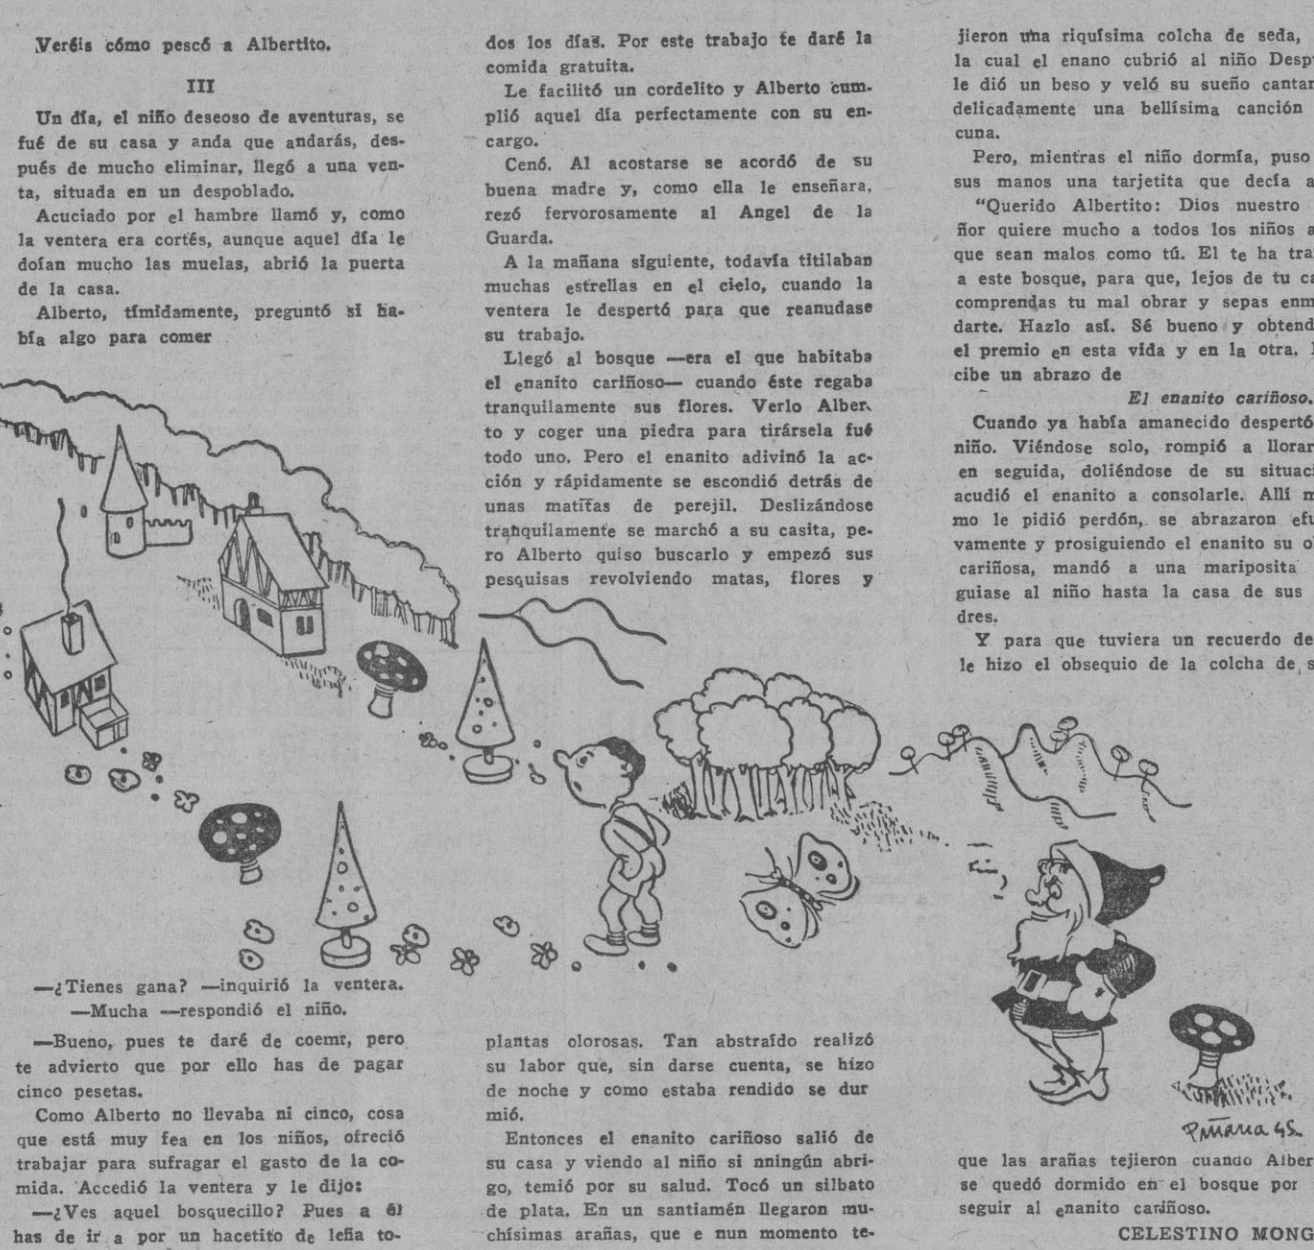 Veréis cómo pescó a Albertito.
III
Un día, el niño deseoso de aventuras, se
fué de su casa y anda que andarás, des-
pués de mucho eliminar, llegó a una ven-
ta, situada en un despoblado.
Acuciado por el hambre llamó y, como
la ventera era cortés, aunque aquel día le
doían mucho las muelas, abrió la puerta
de la casa.
Alberto, tímidamente, preguntó si ha-
bía algo para comer
—¿Tienes gana? —inquirió la ventera.
—Mucha —respondió el niño.
—Bueno, pues te daré de coemr, pero
te advierto que por ello has de pagar
cinco pesetas.
Como Alberto no llevaba ni cinco, cosa
que está muy fea en los niños, ofreció
trabajar para sufragar el gasto de la co-
mida. Accedió la ventera y le dijo:
—¿Ves aquel bosquecillo? Pues a él
has de ir a por un hacetito de leña to-
dos los días. Por este trabajo te daré la
comida gratuita.
Le facilitó un cordelito y Alberto cum-
plió aquel día perfectamente con su en-
cargo.
Cenó. Al acostarse se acordó de su
buena madre y, como ella le enseñara,
rezó fervorosamente al Angel de la
Guarda.
A la mañana siguiente, todavía titilaban
muchas estrellas en el cielo, cuando la
ventera le despertó para que reanudase
su trabajo.
Llegó al bosque —era el que habitaba
el enanito cariñoso— cuando éste regaba
tranquilamente sus flores. Verlo Alber-
to y coger una piedra para tirársela fué
todo uno. Pero el enanito adivinó la ac-
ción y rápidamente se escondió detrás de
unas matitas de perejil. Deslizándose
tranquilamente se marchó a su casita, pe-
ro Alberto quiso buscarlo y empezó sus
pesquisas revolviendo matas, flores y
plantas olorosas. Tan abstraído realizó
su labor que, sin darse cuenta, se hizo
de noche y como estaba rendido se dur
mió.
Entonces el enanito cariñoso salió de
su casa y viendo al niño si nningún abri-
go, temió por su salud. Tocó un silbato
de plata. En un santiamén llegaron mu-
chísimas arañas, que e nun momento te-
jieron una riquísima colcha de seda,
la cual el enano cubrió al niño Desp
le dió un beso y veló su sueño cantar
delicadamente una bellísima canción
cuna.
Pero, mientras el niño dormía, puso
sus manos una tarjetita que decía a
"Querido Albertito: Dios nuestro
ñor quiere mucho a todos los niños a
que sean malos como tú. El te ha tra
a este bosque, para que, lejos de tu ca
comprendas tu mal obrar y sepas enm
darte. Hazlo así. Sé bueno y obtend
el premio en esta vida y en la otra.
cibe un abrazo de
El enanito cariñoso.
Cuando ya había amanecido despertó
niño. Viéndose solo, rompió a llorar
en seguida, doliéndose de su situaci
acudió el enanito a consolarle. Allí m
mo le pidió perdón, se abrazaron efu
vamente y prosiguiendo el enanito su o
cariñosa, mandó a una mariposita
guiase al niño hasta la casa de sus
dres.
Y para que tuviera un recuerdo de
le hizo el obsequio de la colcha de s
que las arañas tejieron cuando Alber
se quedó dormido en el bosque por
seguir al enanito cariñoso.
CELESTINO MONC